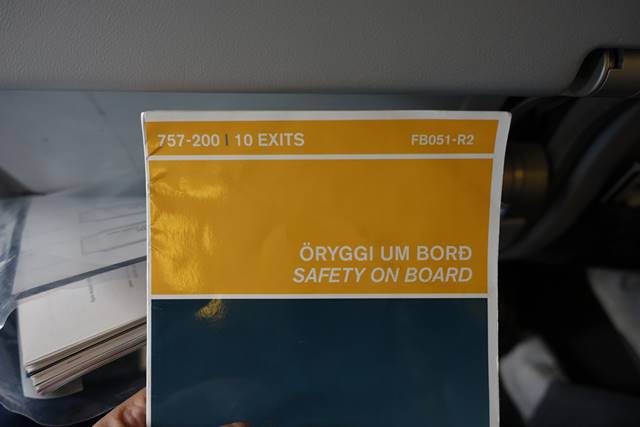 757-200 | 10 EXITS FB051-R2
ÖRYGGI UM BORÐ
SAFETY ON BOARD